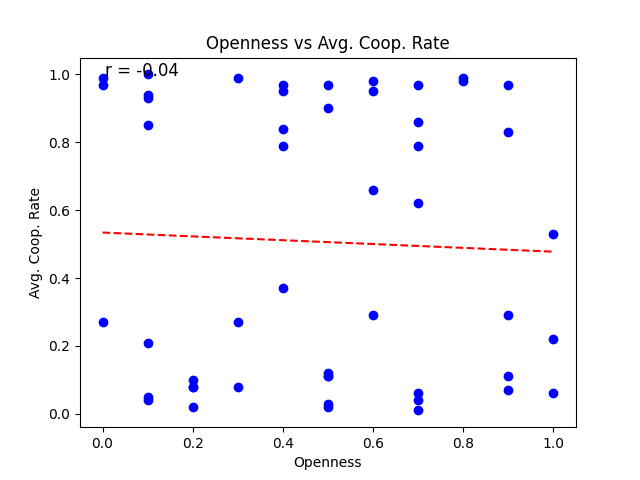 Openness vs Avg. Coop. Rate
r = -0.04
Avg. Coop. Rate
1.0
0.8
0.6
0.4
0.2
0.0
0.0 0.2 0.4 0.6 0.8 1.0
Openness